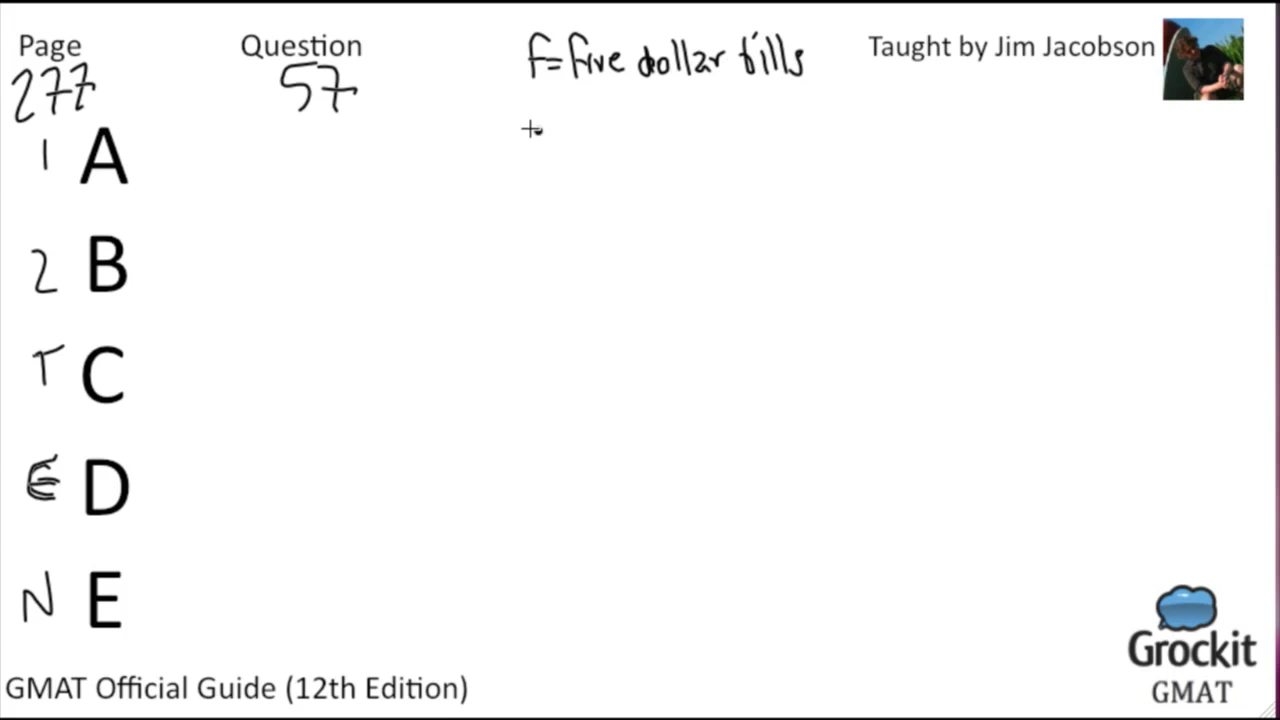 Page
Question
f=five dollar bills
Taught by Jim Jacobson
277
57
1 A
2 B
T C
E D
N E
Grockit
GMAT
GMAT Official Guide (12th Edition)